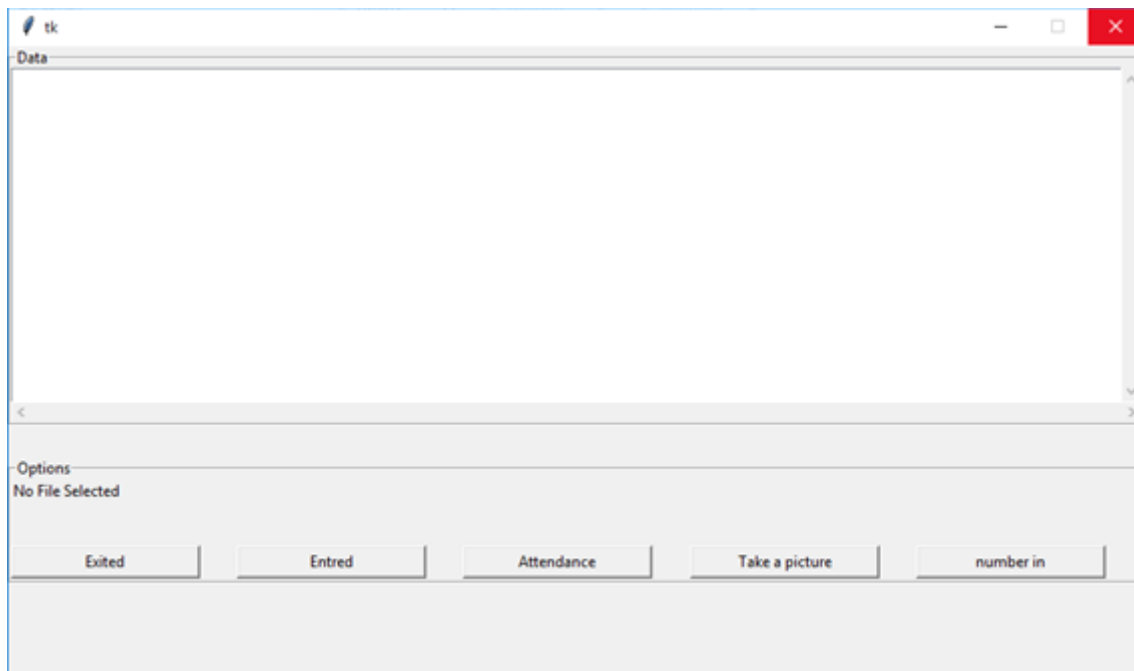 tk
Data
Options
No File Selected
Exited Entred Attendance Take a picture number in